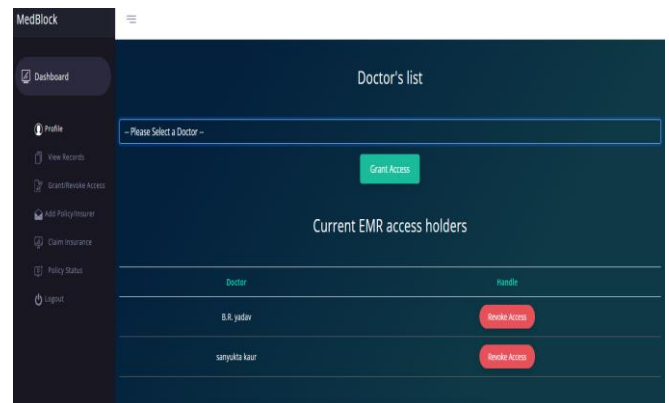 MedBlock
Dashboard
Profile
View Records
Grant/Revoke Access
Add Policy/Insurer
Claim Insurance
Policy Status
Logout
Doctor's list
-- Please Select a Doctor --
Grant Access
Current EMR access holders
Doctor Handle
B.R. yadav Revoke Access
sanyukta kaur Revoke Access